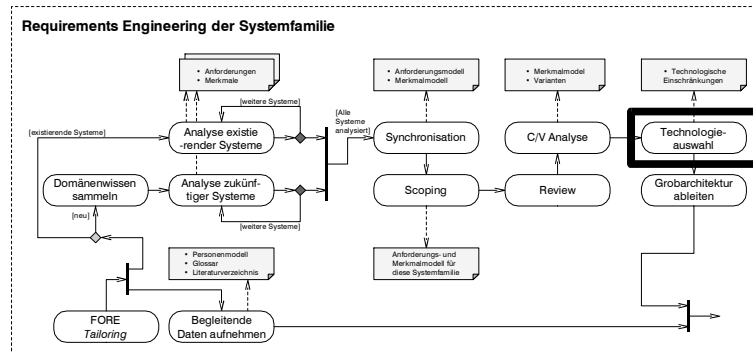 Requirements Engineering der Systemfamilie
• Anforderungen
• Merkmale
• Anforderungsmodell
• Merkmalmodell
• Merkmalmodel
• Varianten
• Technologische
Einschränkungen
[weitere Systeme]
[Alle
Systeme
analysiert]
[existierende Systeme]
Analyse existie
-render Systeme
Synchronisation
C/V Analyse
Technologie-
auswahl
Domänenwissen
sammeln
Analyse zukünf-
tiger Systeme
Scoping
Review
Grobarchitektur
ableiten
[neu]
[weitere Systeme]
• Personenmodell
• Glossar
• Literaturverzeichnis
Anforderungs- und
Merkmalmodell für
diese Systemfamilie
FORE
Tailoring
Begleitende
Daten aufnehmen